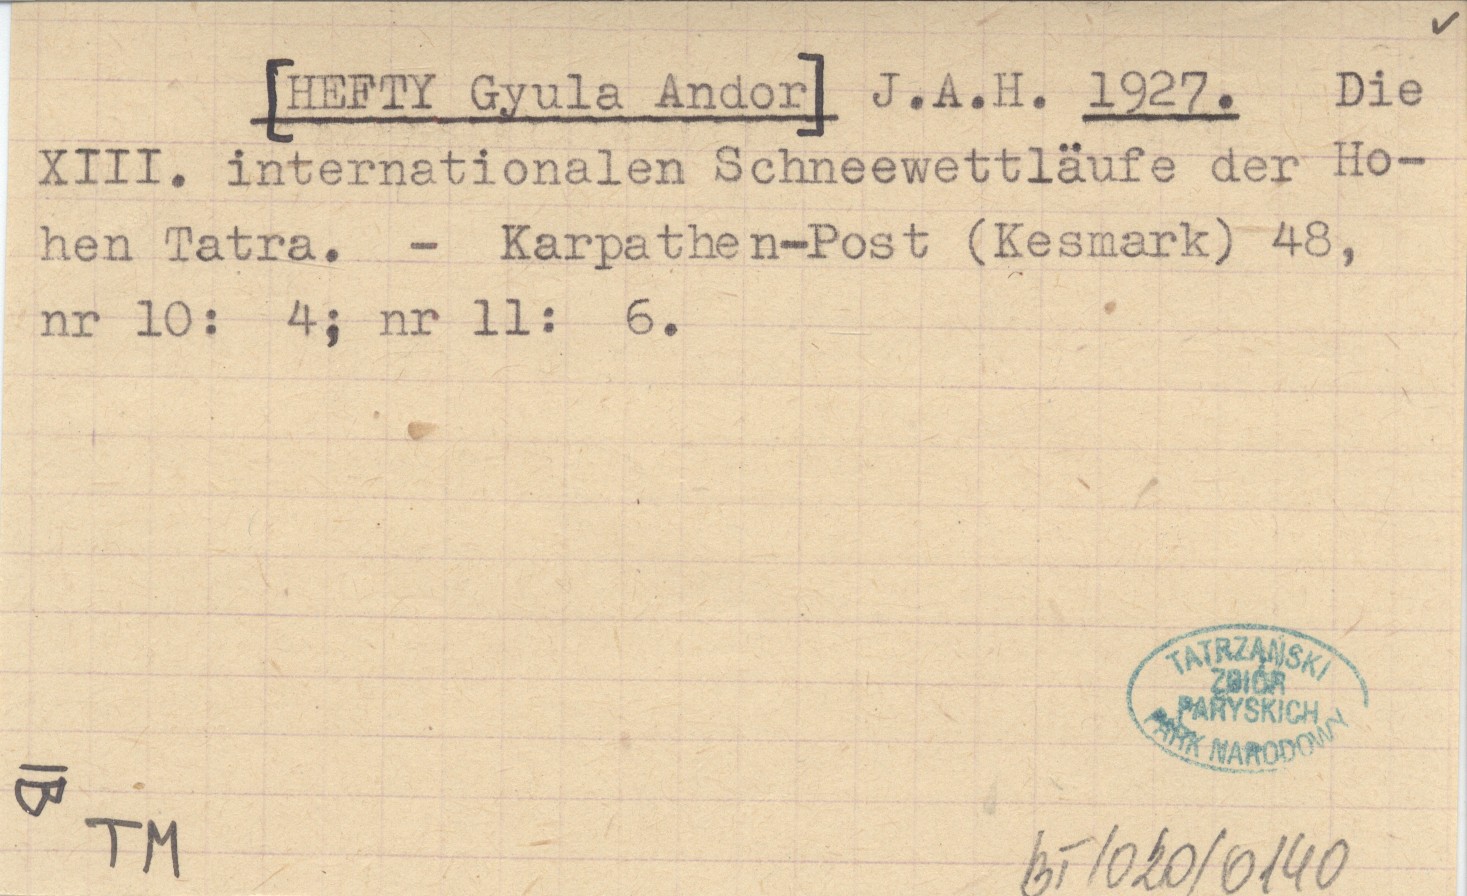 ✓
[HEFTY Gyula Andor] J.A.H. 1927. Die
XIII. internationalen Schneewettläufe der Ho-
hen Tatra. - Karpathen-Post (Kesmark) 48,
nr 10: 4; nr 11: 6.
TATRZAŃSKI
ZBIÓR
PARYSKICH
PARK NARODOWY
B
TM
BT/020/0140